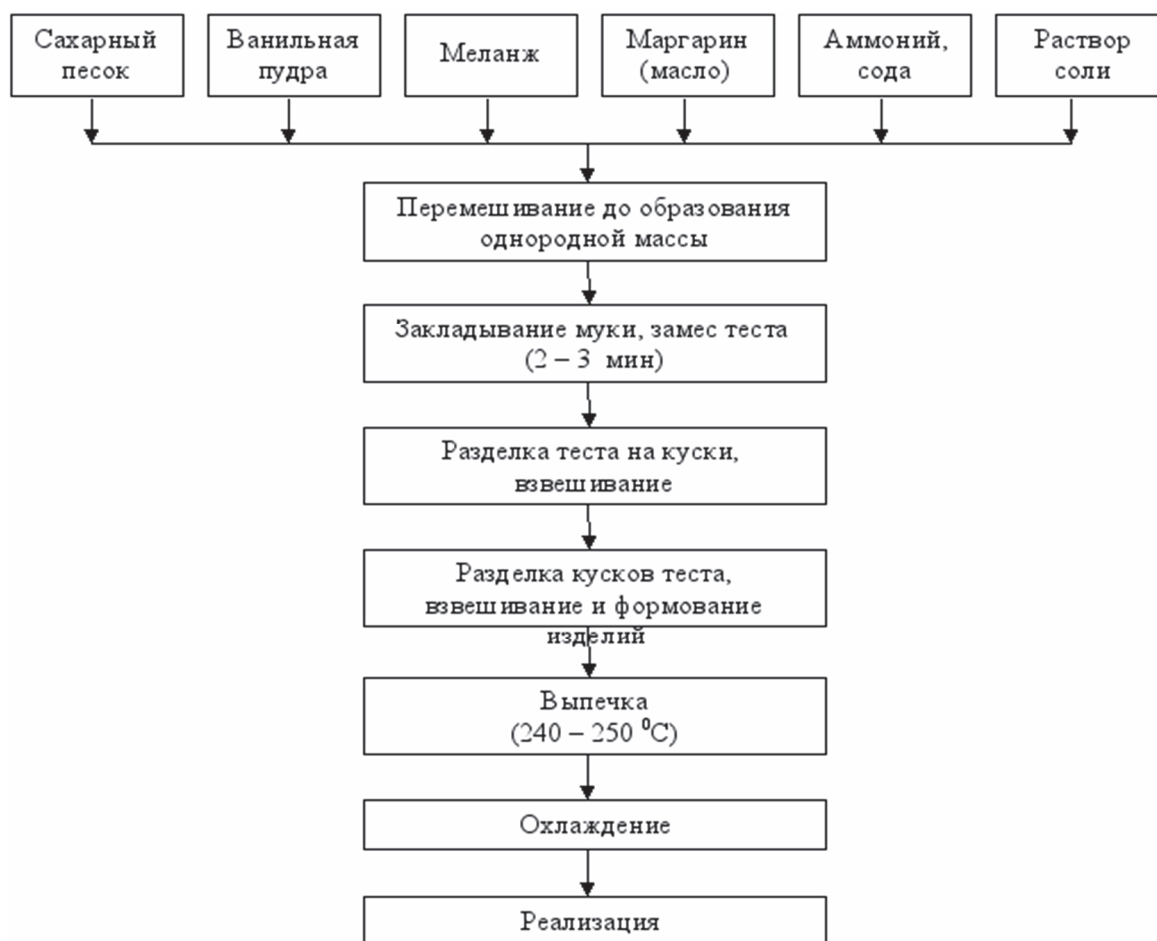 Сахарный
песок
Ванильная
пудра
Меланж
Маргарин
(масло)
Аммоний,
сода
Раствор
соли
Перемешивание до образования
однородной массы
Закладывание муки, замес теста
(2 – 3 мин)
Разделка теста на куски,
взвешивание
Разделка кусков теста,
взвешивание и формование
изделий
Выпечка
(240 – 250 ⁰С)
Охлаждение
Реализация